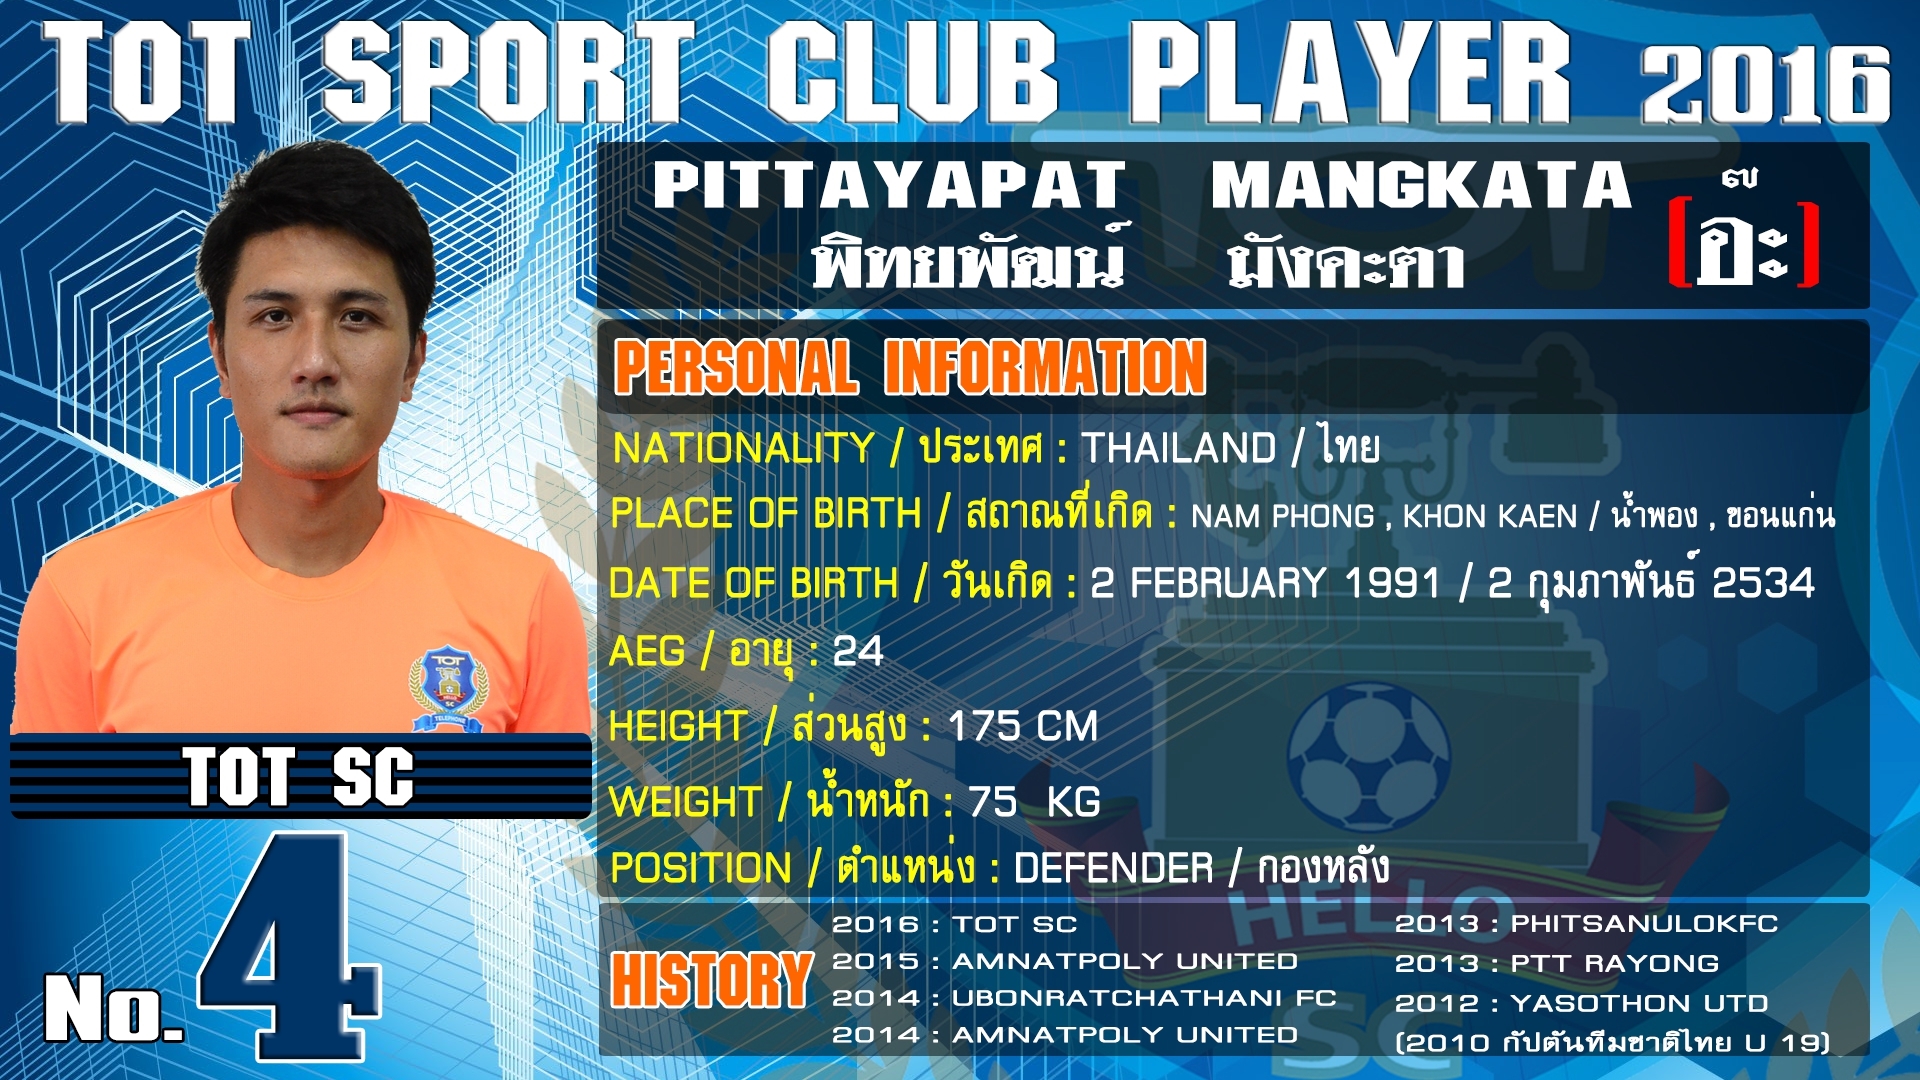 TOT SPORT CLUB PLAYER 2016
PITTAYAPAT MANGKATA
พิทยพัฒน์ มังคะตา
(อ๊ะ)
PERSONAL INFORMATION
NATIONALITY / ประเทศ : THAILAND / ไทย
PLACE OF BIRTH / สถาณที่เกิด : NAM PHONG , KHON KAEN / น้ำพอง , ขอนแก่น
DATE OF BIRTH / วันเกิด : 2 FEBRUARY 1991 / 2 กุมภาพันธ์ 2534
AEG / อายุ : 24
HEIGHT / ส่วนสูง : 175 CM
WEIGHT / น้ำหนัก : 75 KG
POSITION / ตำแหน่ง : DEFENDER / กองหลัง
TOT
HELLO
SC
TELEPHONE
TOT SC
No. 4
HISTORY
2016 : TOT SC
2015 : AMNATPOLY UNITED
2014 : UBONRATCHATHANI FC
2014 : AMNATPOLY UNITED
2013 : PHITSANULOKFC
2013 : PTT RAYONG
2012 : YASOTHON UTD
(2010 กัปตันทีมชาติไทย U 19)
TOT
HELLO
SC